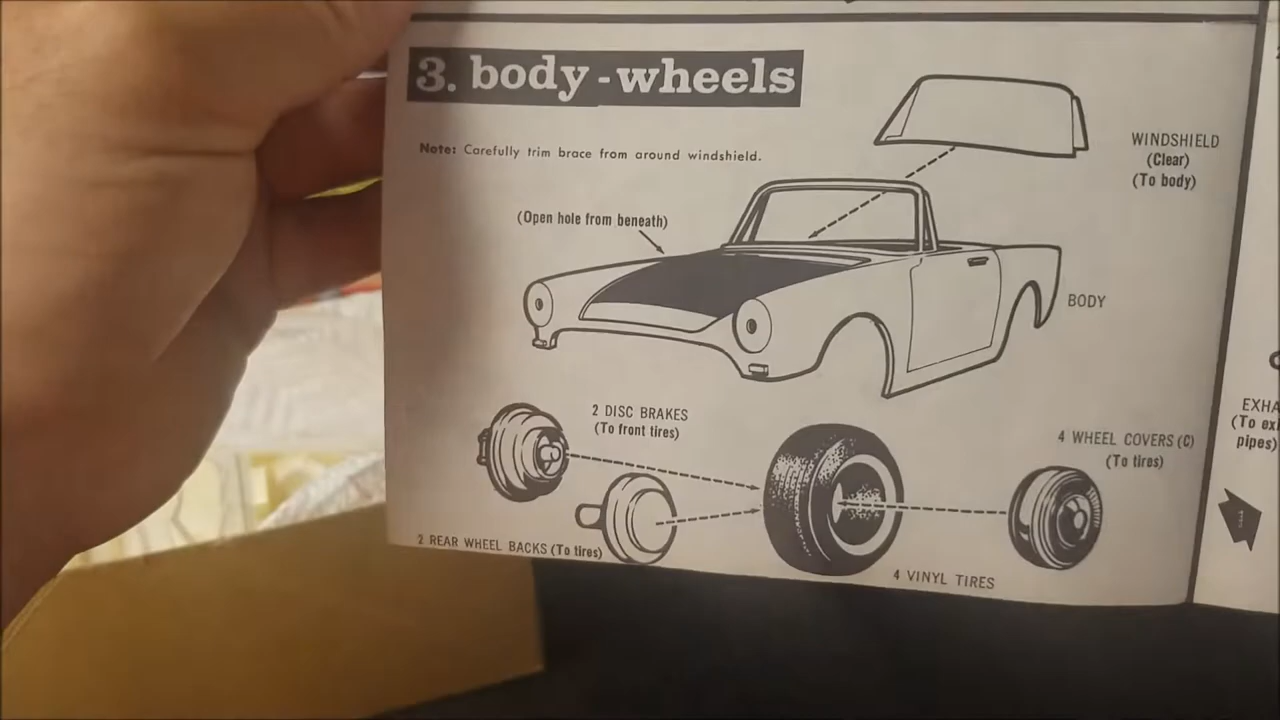 3. body-wheels
Note: Carefully trim brace from around windshield.
WINDSHIELD
(Clear)
(To body)
(Open hole from beneath)
BODY
2 DISC BRAKES
(To front tires)
4 WHEEL COVERS (C)
(To tires)
2 REAR WHEEL BACKS (To tires)
4 VINYL TIRES
(To
pipes)